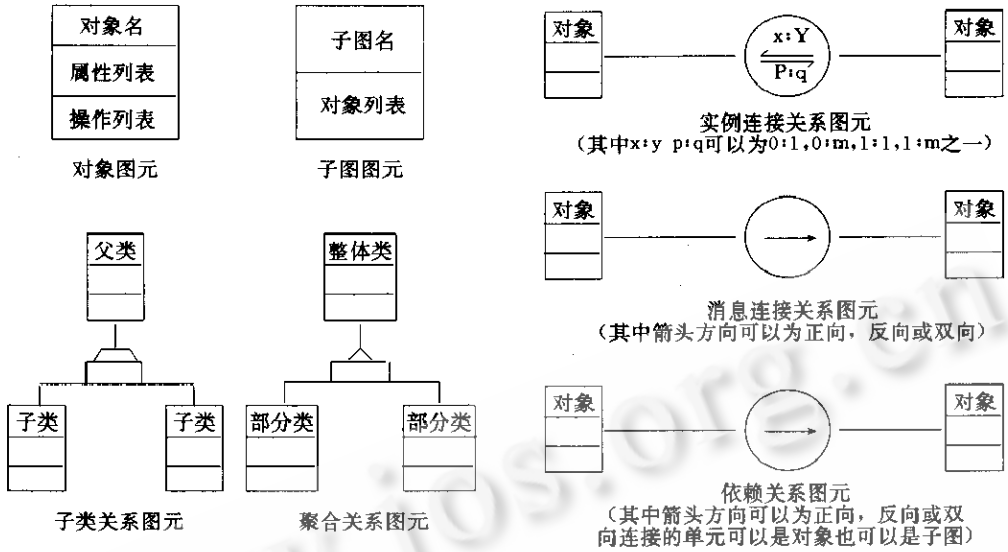 对象名
属性列表
操作列表
对象图元
子图名
对象列表
子图图元
父类
子类
子类
子类关系图元
整体类
部分类
部分类
聚合关系图元
对象
x:Y
P:q
对象
实例连接关系图元
(其中x:y p:q可以为0:1,0:m,1:1,1:m之一)
对象
对象
消息连接关系图元
(其中箭头方向可以为正向，反向或双向)
对象
对象
依赖关系图元
(其中箭头方向可以为正向，反向或双
向连接的单元可以是对象也可以是子图)
jos.org.cn